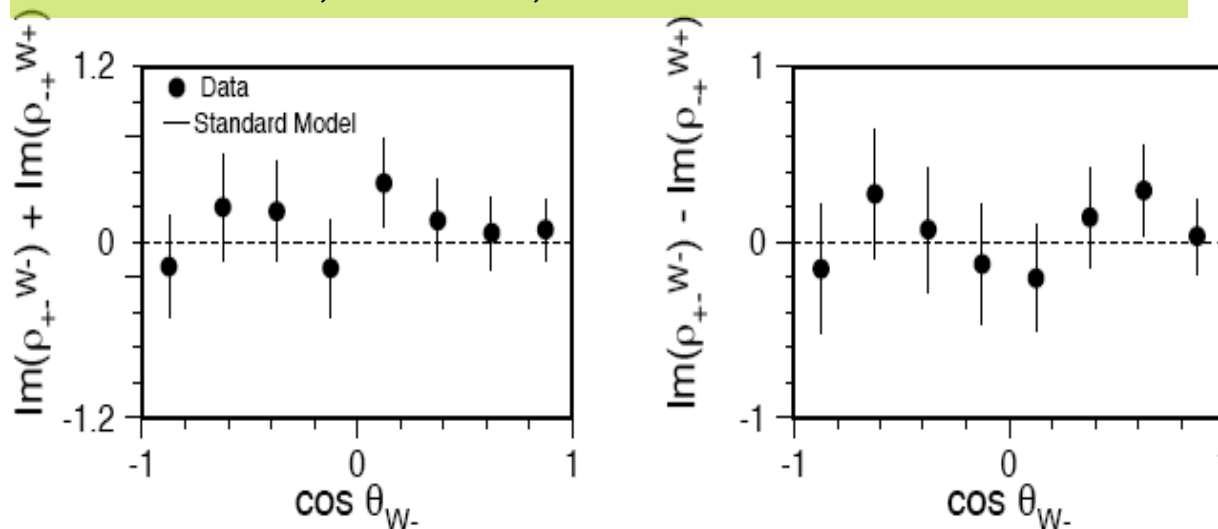 Im(ρ+-W-) + Im(ρ-+W+)
1.2
0
-1.2
Data
Standard Model
-1
0
1
cos θW-
Im(ρ+-W-) - Im(ρ-+W+)
1
0
-1
-1
0
cos θW-